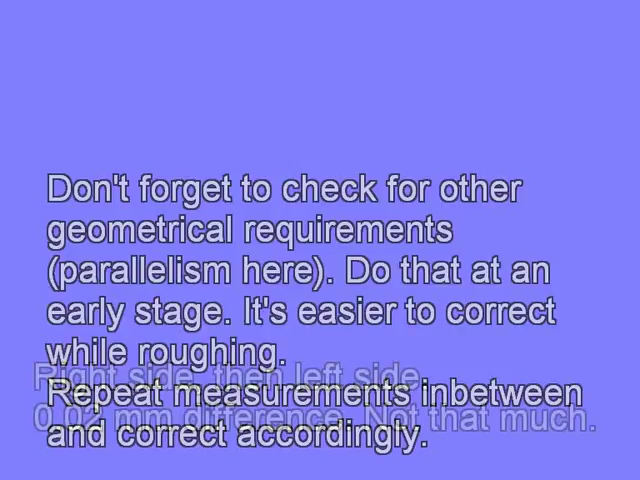 Don't forget to check for other
geometrical requirements
(parallelism here). Do that at an
early stage. It's easier to correct
while roughing.
Right side, then left side.
Repeat measurements inbetween
0,02 mm difference. Not that much.
and correct accordingly.